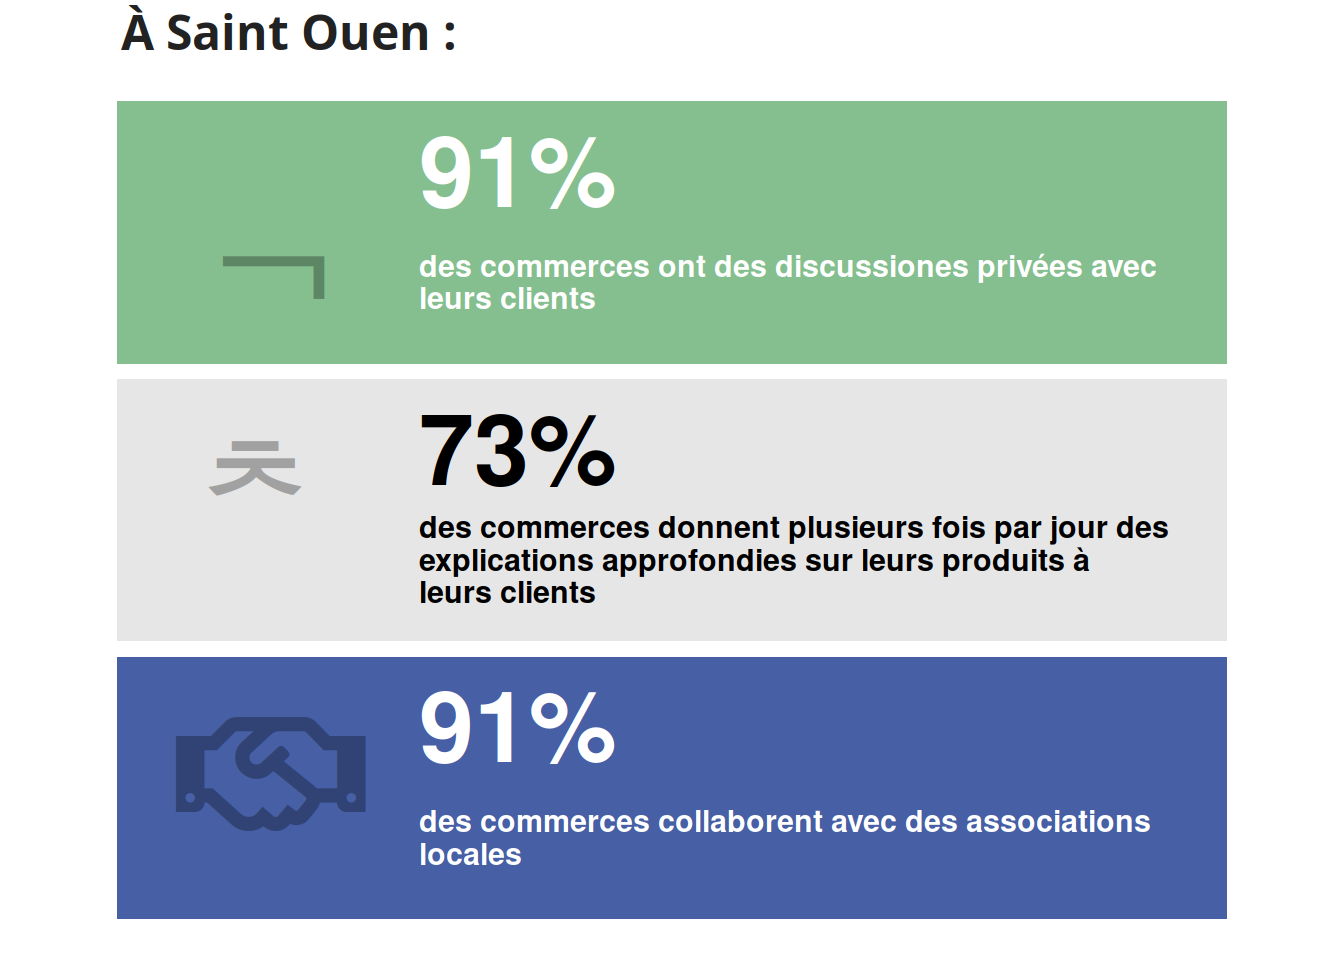 À Saint Ouen :
91%
des commerces ont des discussiones privées avec
leurs clients
73%
des commerces donnent plusieurs fois par jour des
explications approfondies sur leurs produits à
leurs clients
91%
des commerces collaborent avec des associations
locales